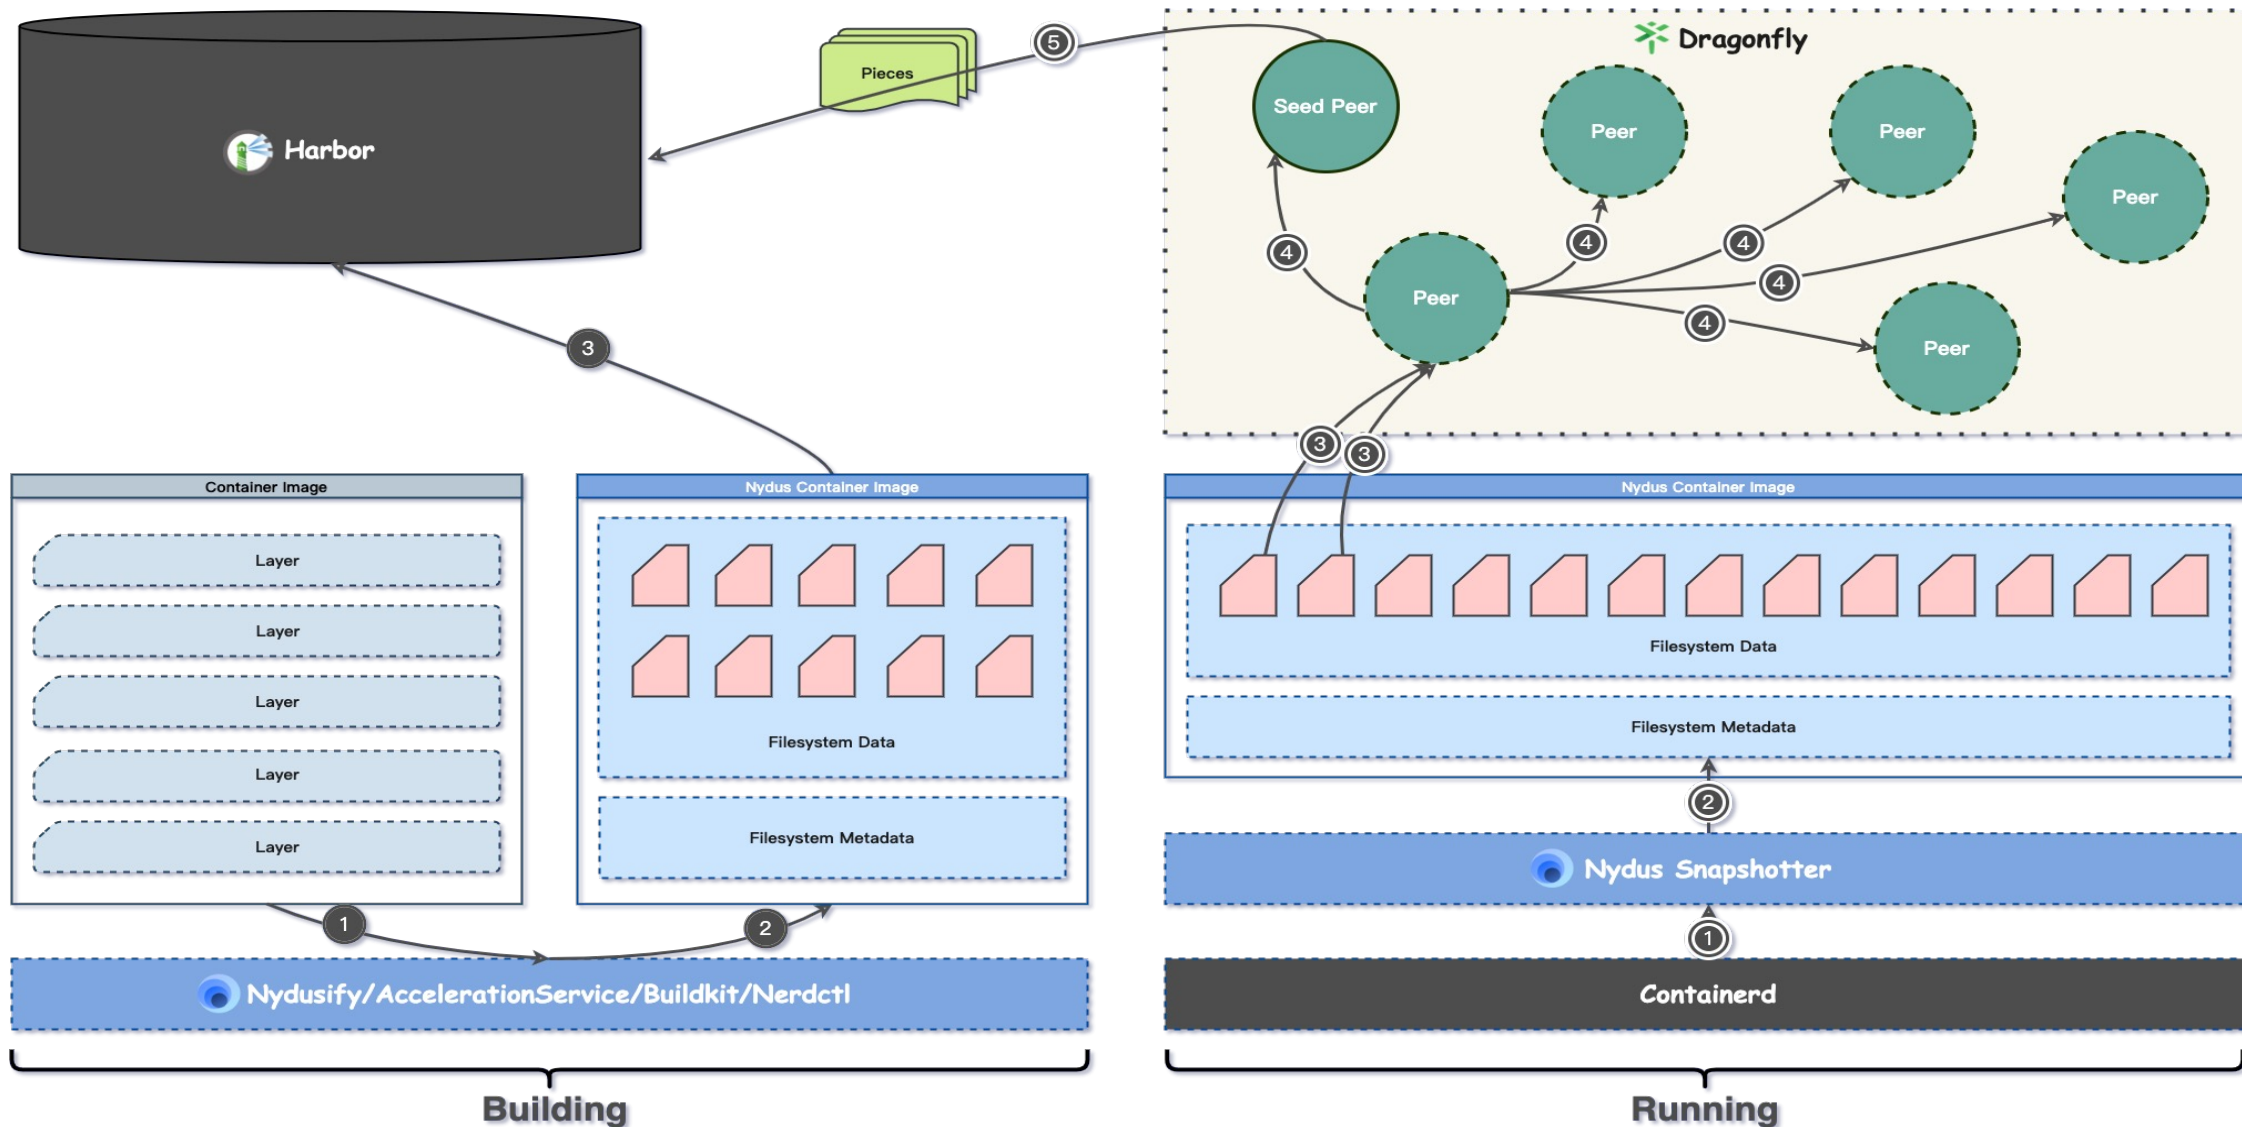 Harbor
Pieces
5
Dragonfly
Seed Peer
Peer
Peer
Peer
4
4
4
4
4
Peer
Peer
3
3
3
Container Image
Layer
Layer
Layer
Layer
Layer
Nydus Container Image
Filesystem Data
Filesystem Metadata
1
2
Nydusify/AccelerationService/Buildkit/Nerdctl
Building
Nydus Container Image
Filesystem Data
Filesystem Metadata
2
Nydus Snapshotter
1
Containerd
Running